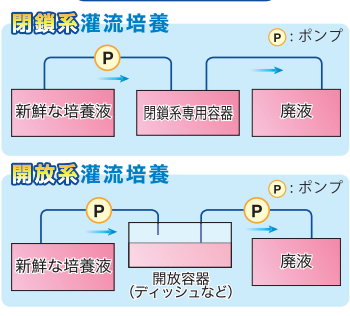 閉鎖系灌流培養
P:ポンプ
P
新鮮な培養液
閉鎖系専用容器
廃液
開放系灌流培養
P:ポンプ
P
P
新鮮な培養液
開放容器
(ディッシュなど)
廃液